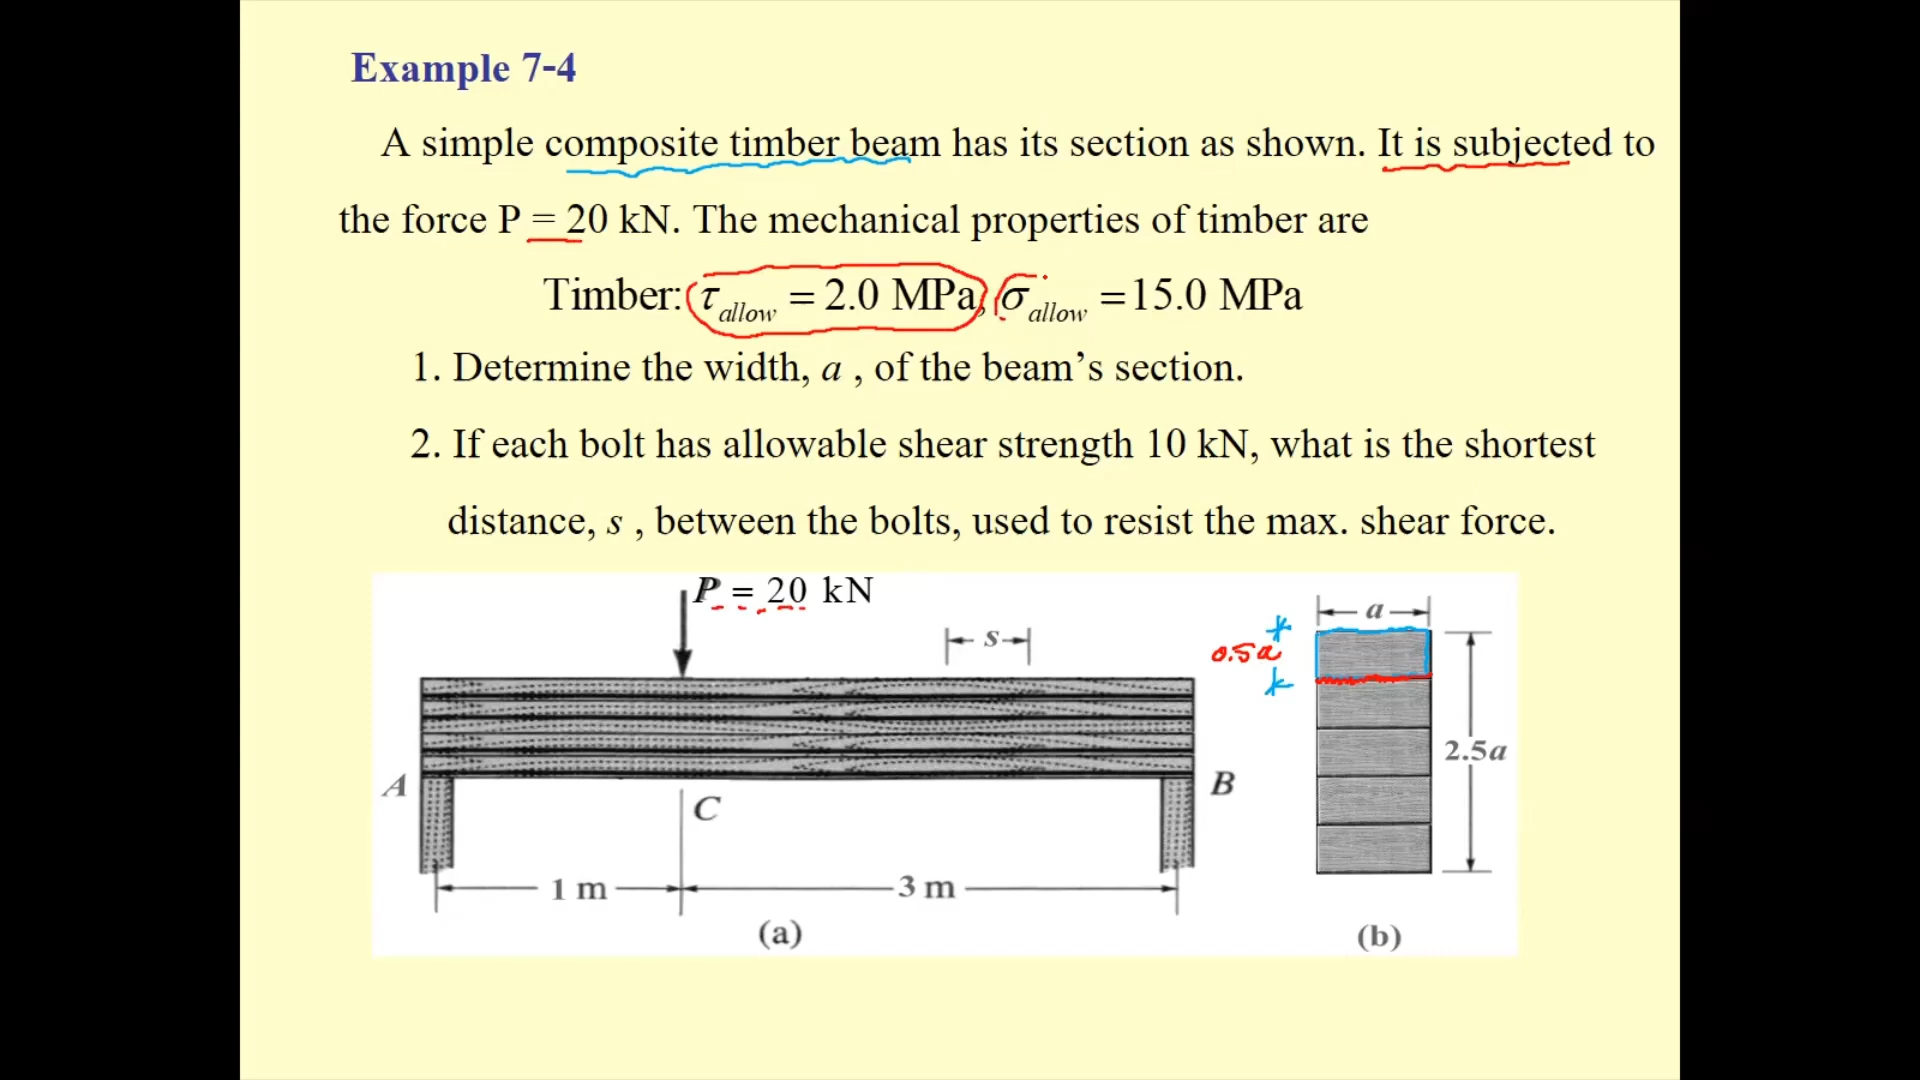 Example 7-4
A simple composite timber beam has its section as shown. It is subjected to
the force P = 20 kN. The mechanical properties of timber are
Timber: τallow = 2.0 MPa, σallow = 15.0 MPa
1. Determine the width, a , of the beam’s section.
2. If each bolt has allowable shear strength 10 kN, what is the shortest
distance, s , between the bolts, used to resist the max. shear force.
P = 20 kN
a
s
0.5a
2.5a
A
B
C
1 m
3 m
(a)
(b)